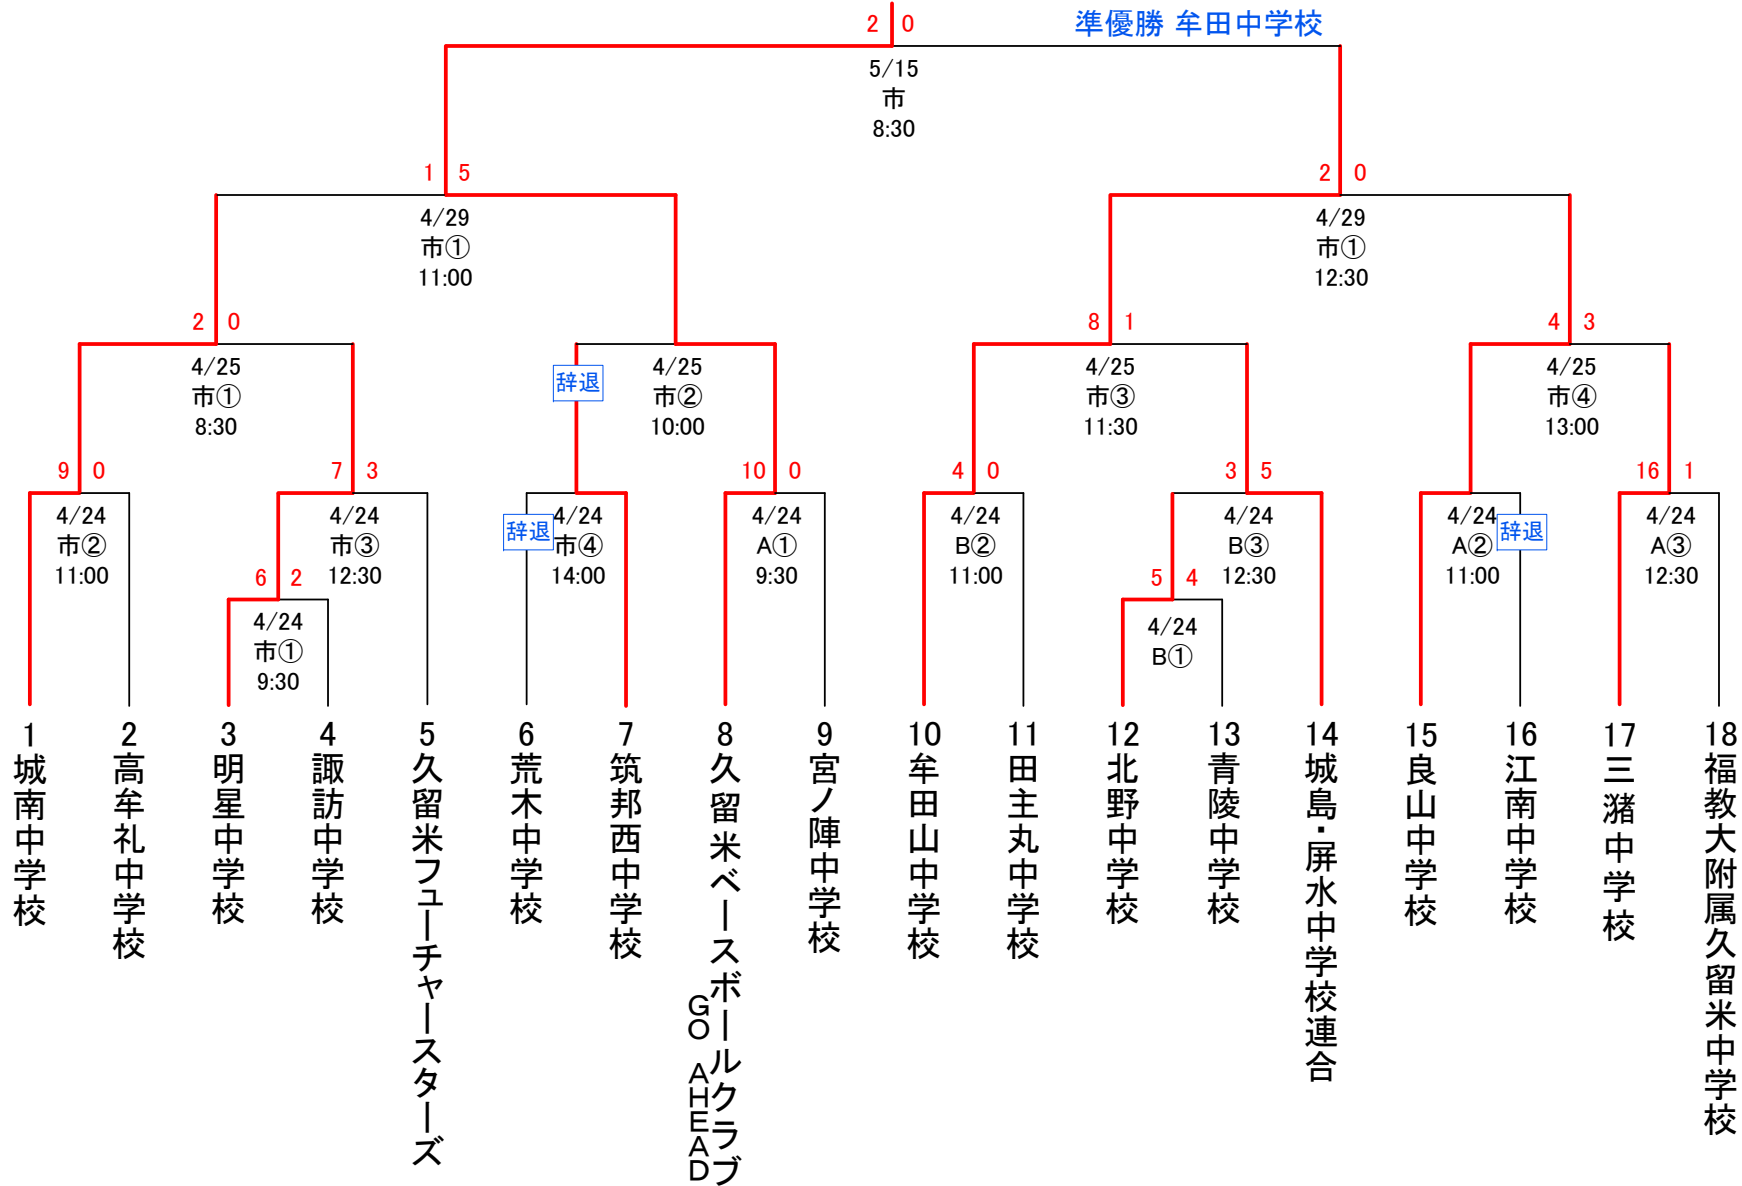 2 0
準優勝 牟田中学校
5/15
市
8:30
1 5
4/29
市①
11:00
2 0
4/29
市①
12:30
2 0
4/25
市①
8:30
辞退
4/25
市②
10:00
8 1
4/25
市③
11:30
4 3
4/25
市④
13:00
9 0
4/24
市②
11:00
7 3
4/24
市③
12:30
辞退
4/24
市④
14:00
10 0
4/24
A①
9:30
4 0
4/24
B②
11:00
3 5
4/24
B③
12:30
4/24
A②
11:00
辞退
16 1
4/24
A③
12:30
6 2
4/24
市①
9:30
5 4
4/24
B①
1
城南中学校
2
高牟礼中学校
3
明星中学校
4
諏訪中学校
5
久留米フューチャースターズ
6
荒木中学校
7
筑邦西中学校
8
久留米ベースボールクラブ
GO AHEAD
9
宮ノ陣中学校
10
牟田山中学校
11
田主丸中学校
12
北野中学校
13
青陵中学校
14
城島・屏水中学校連合
15
良山中学校
16
江南中学校
17
三潴中学校
18
福教大附属久留米中学校